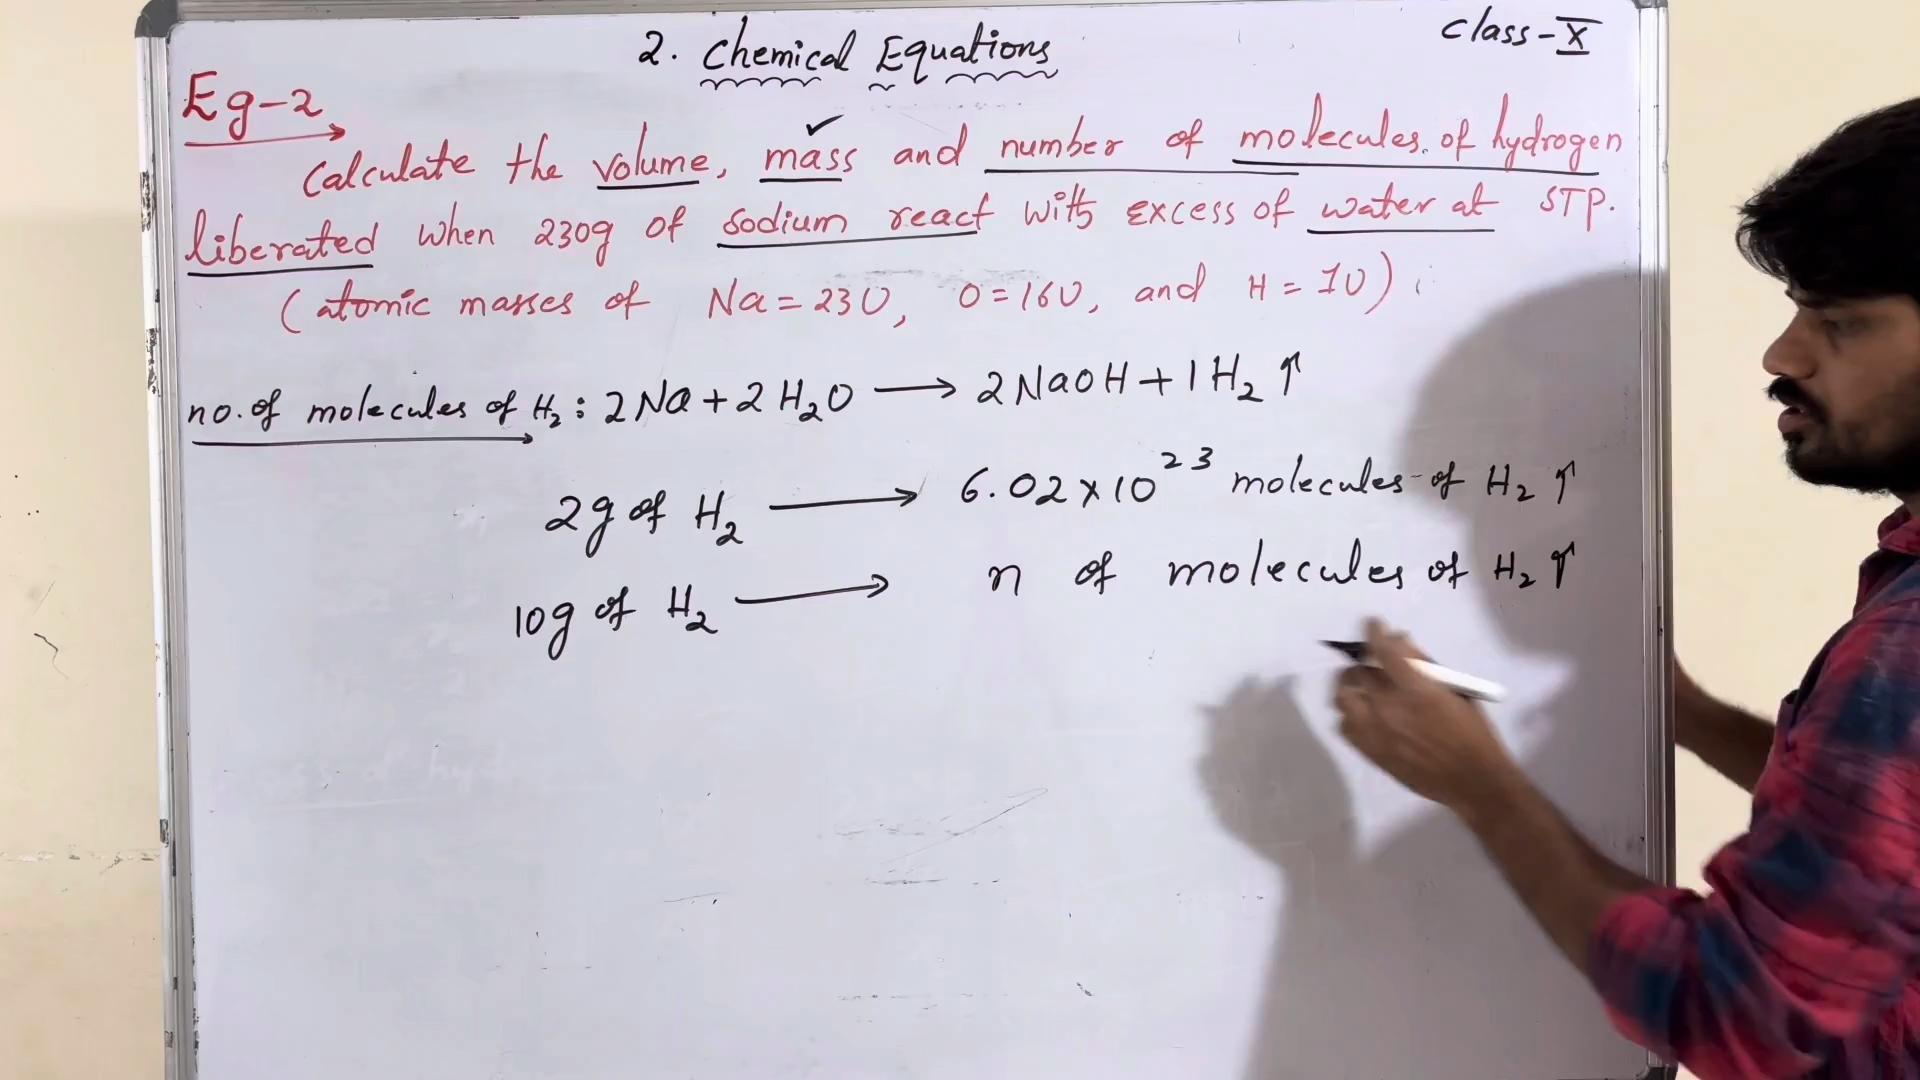 2. Chemical Equations
Class - X
Eg-2
Calculate the volume, mass and number of molecules of hydrogen
liberated when 230g of sodium react with excess of water at STP.
(atomic masses of Na = 23U, O = 16U, and H = 1U)
no. of molecules of H₂ : 2Na + 2H₂O → 2NaOH + 1H₂ ↑
2g of H₂ → 6.02 x 10²³ molecules of H₂ ↑
10g of H₂ → n of molecules of H₂ ↑